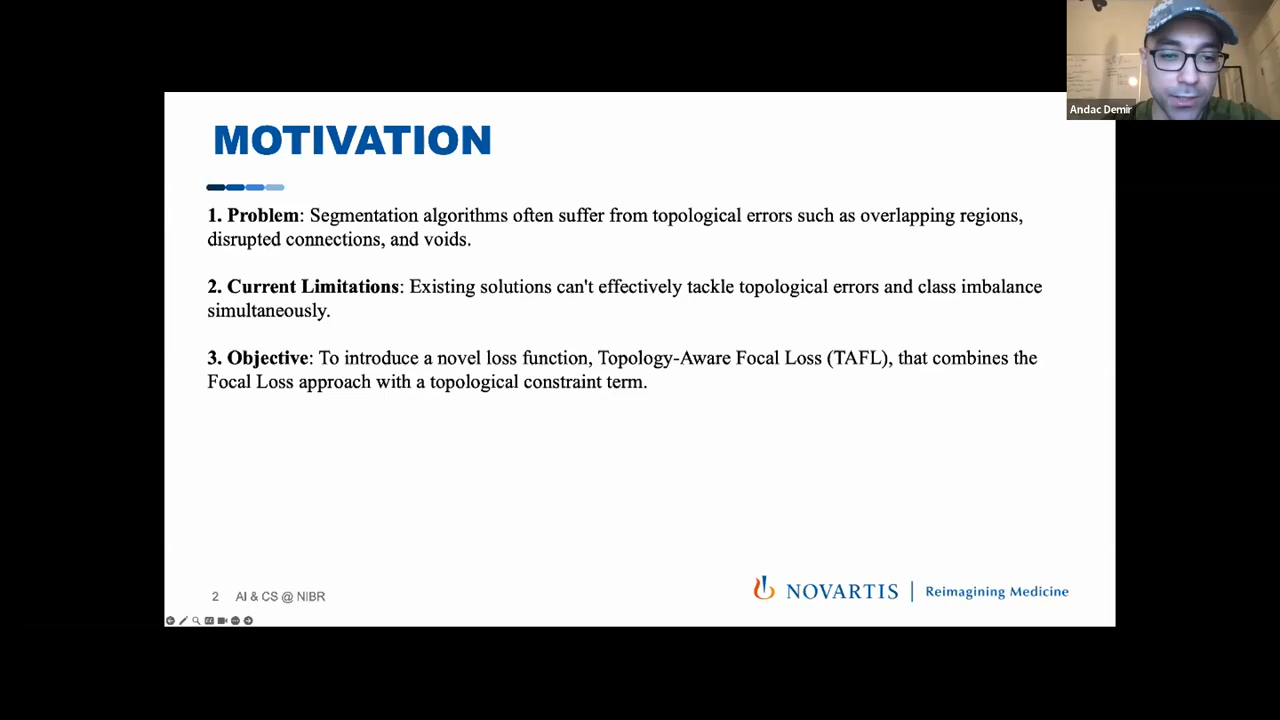 Andac Demir
MOTIVATION
1. Problem: Segmentation algorithms often suffer from topological errors such as overlapping regions,
disrupted connections, and voids.
2. Current Limitations: Existing solutions can't effectively tackle topological errors and class imbalance
simultaneously.
3. Objective: To introduce a novel loss function, Topology-Aware Focal Loss (TAFL), that combines the
Focal Loss approach with a topological constraint term.
2 AI & CS @ NIBR
NOVARTIS | Reimagining Medicine